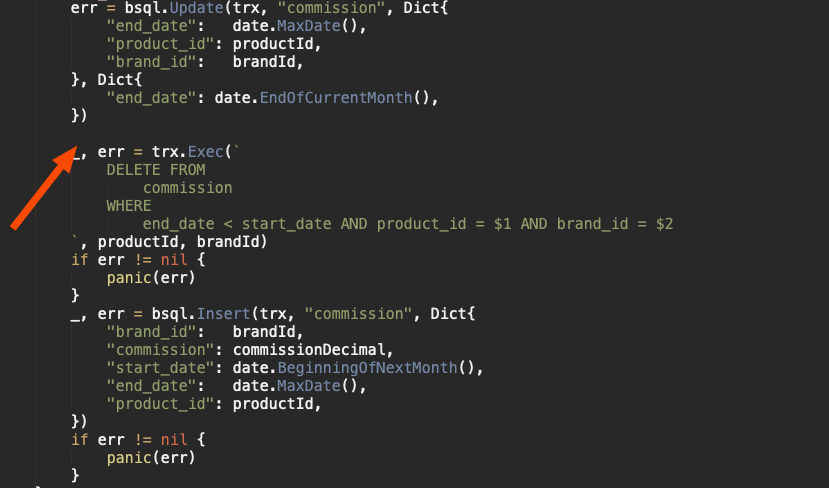 err = bsql.Update(trx, "commission", Dict{
"end_date":   date.MaxDate(),
"product_id": productId,
"brand_id":   brandId,
}, Dict{
"end_date": date.EndOfCurrentMonth(),
})
_, err = trx.Exec(`
DELETE FROM
commission
WHERE
end_date < start_date AND product_id = $1 AND brand_id = $2
`, productId, brandId)
if err != nil {
panic(err)
}
_, err = bsql.Insert(trx, "commission", Dict{
"brand_id":   brandId,
"commission": commissionDecimal,
"start_date": date.BeginningOfNextMonth(),
"end_date":   date.MaxDate(),
"product_id": productId,
})
if err != nil {
panic(err)
}